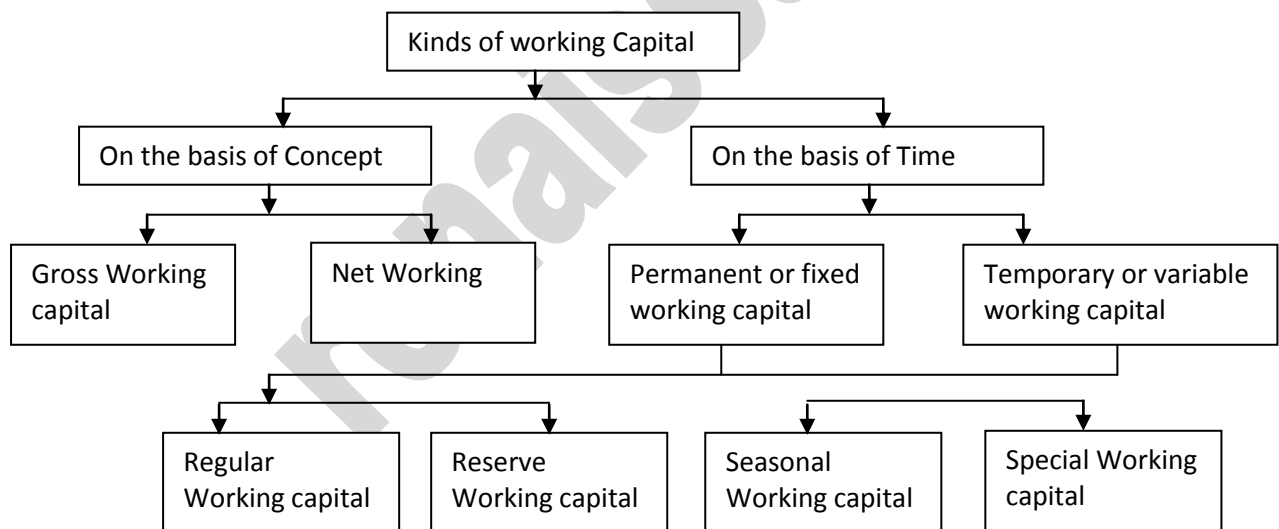 Kinds of working Capital
On the basis of Concept
On the basis of Time
Gross Working
capital
Net Working
Permanent or fixed
working capital
Temporary or variable
working capital
Regular
Working capital
Reserve
Working capital
Seasonal
Working capital
Special Working
capital